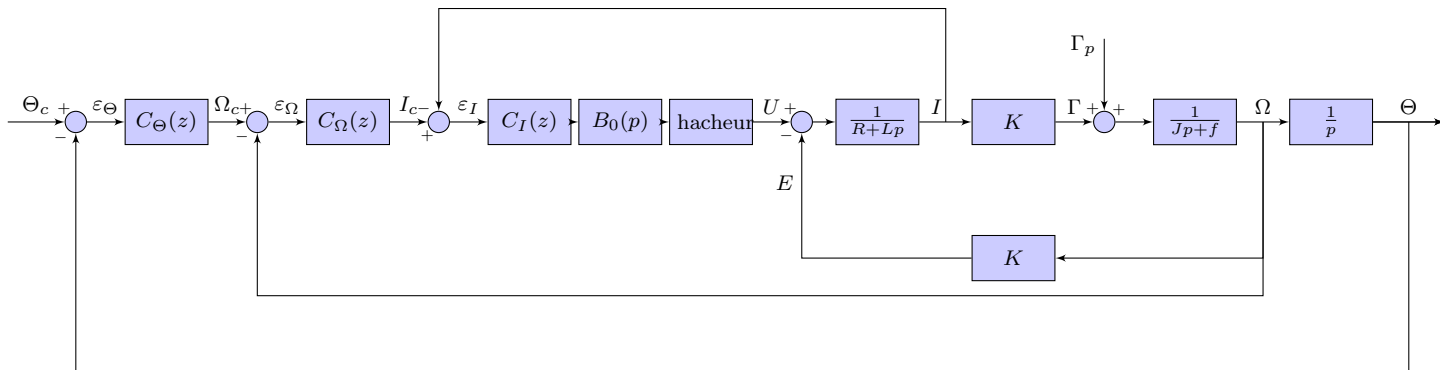 Γ_p
Θ_c + − ε_Θ C_Θ(z) Ω_c + − ε_Ω C_Ω(z) I_c − + ε_I C_I(z) B_0(p) hacheur U + − 1/(R+Lp) I K Γ + + 1/(Jp+f) Ω 1/p Θ
E
K